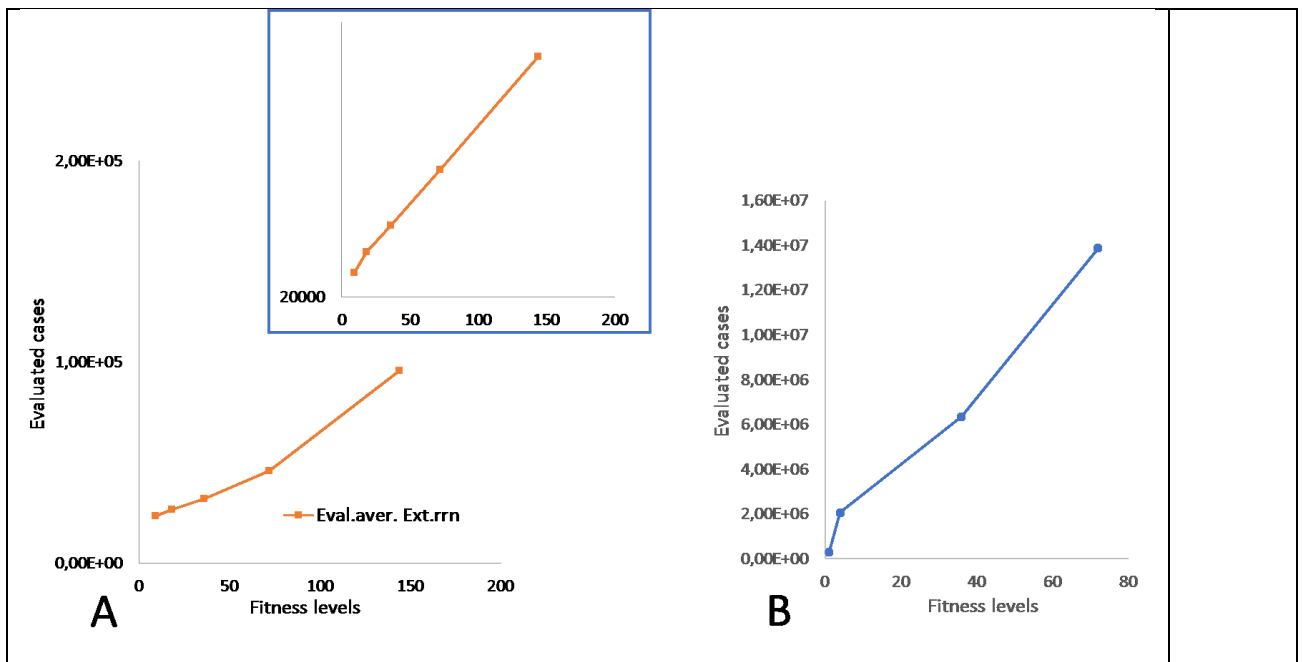 20000
0 50 100 150 200
2,00E+05
1,00E+05
0,00E+00
0 50 100 150 200
Evaluated cases
Fitness levels
Eval.aver. Ext.rrn
A
1,60E+07
1,40E+07
1,20E+07
1,00E+07
8,00E+06
6,00E+06
4,00E+06
2,00E+06
0,00E+00
0 20 40 60 80
Evaluated cases
Fitness levels
B